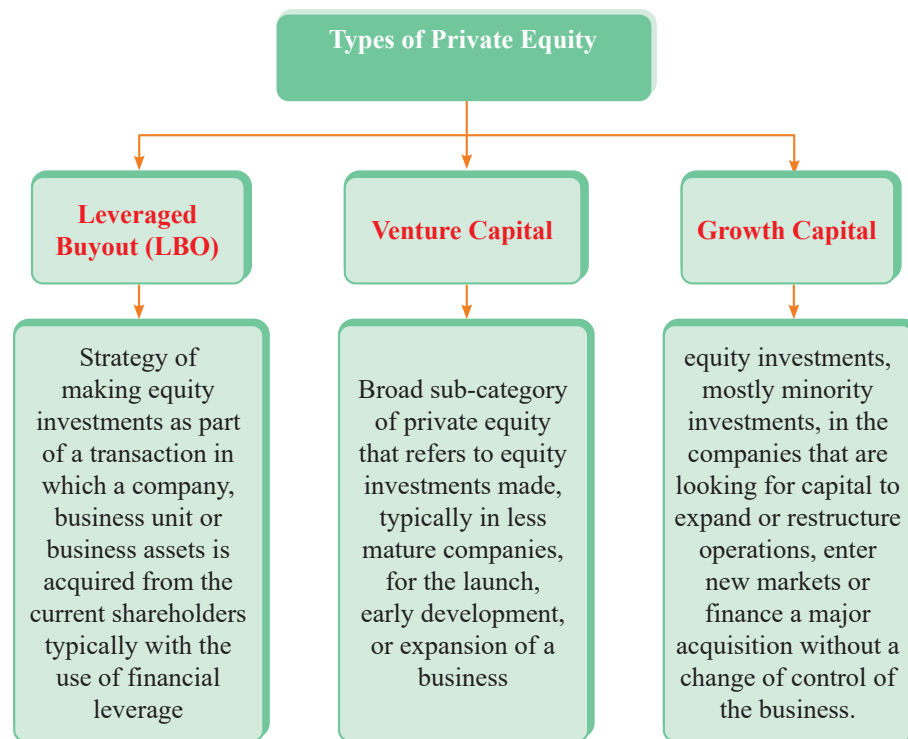 Types of Private Equity
Leveraged
Buyout (LBO)
Venture Capital
Growth Capital
Strategy of
making equity
investments as part
of a transaction in
which a company,
business unit or
business assets is
acquired from the
current shareholders
typically with the
use of financial
leverage
Broad sub-category
of private equity
that refers to equity
investments made,
typically in less
mature companies,
for the launch,
early development,
or expansion of a
business
equity investments,
mostly minority
investments, in the
companies that are
looking for capital to
expand or restructure
operations, enter
new markets or
finance a major
acquisition without a
change of control of
the business.